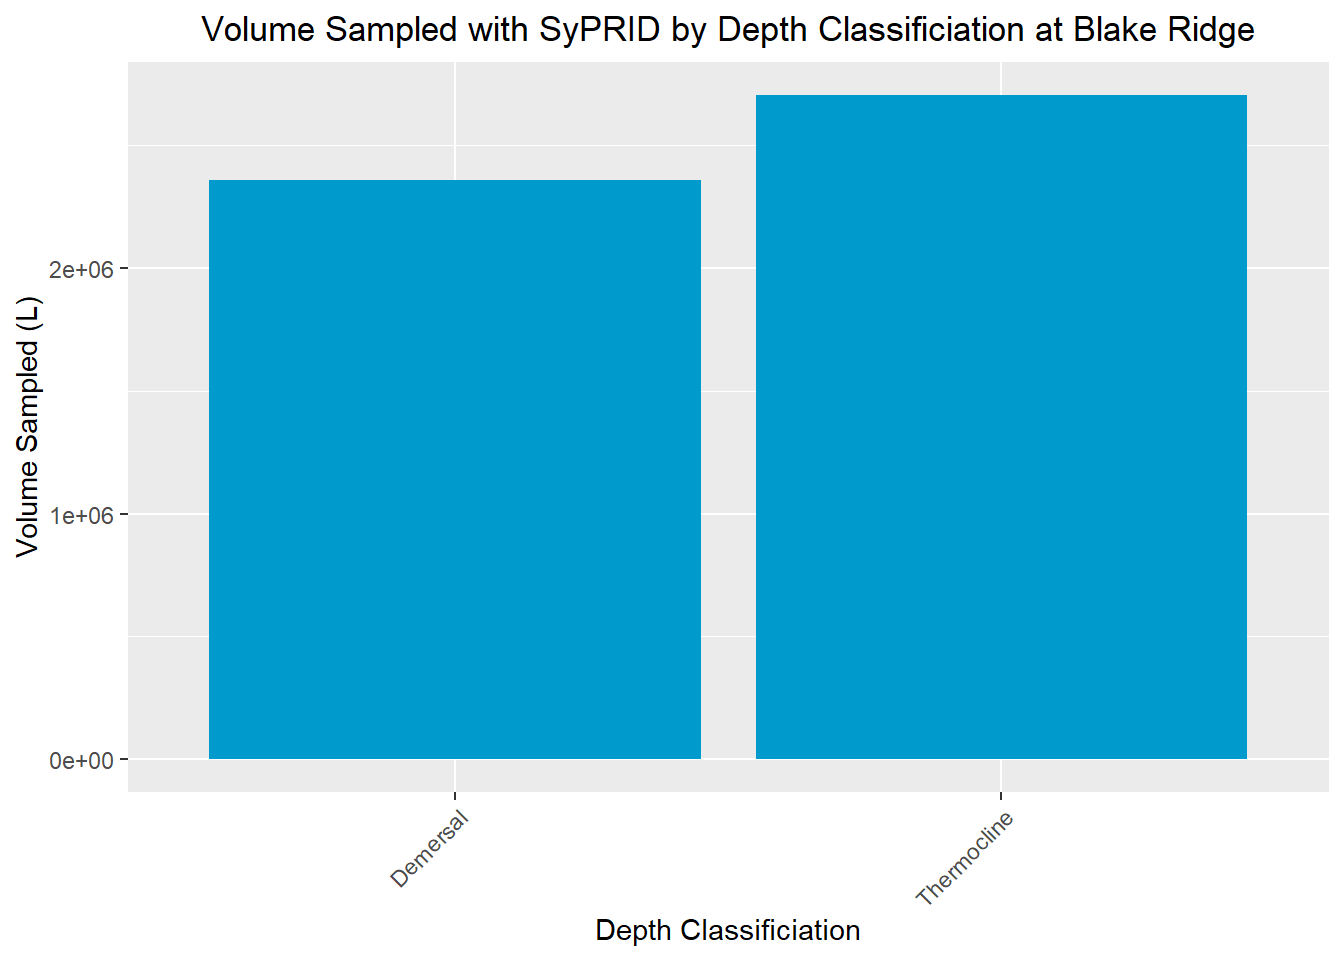 Volume Sampled with SyPRID by Depth Classificiation at Blake Ridge
Volume Sampled (L)
2e+06
1e+06
0e+00
Demersal
Thermocline
Depth Classificiation